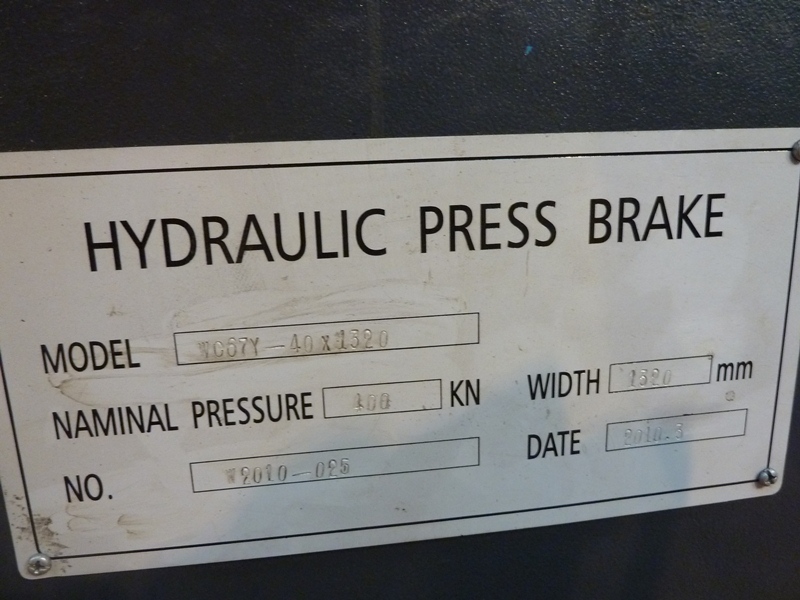 HYDRAULIC PRESS BRAKE
MODEL WC67Y-40x1320
NAMINAL PRESSURE 400 KN
WIDTH 1320 mm
NO. W2010-025
DATE 2010.3